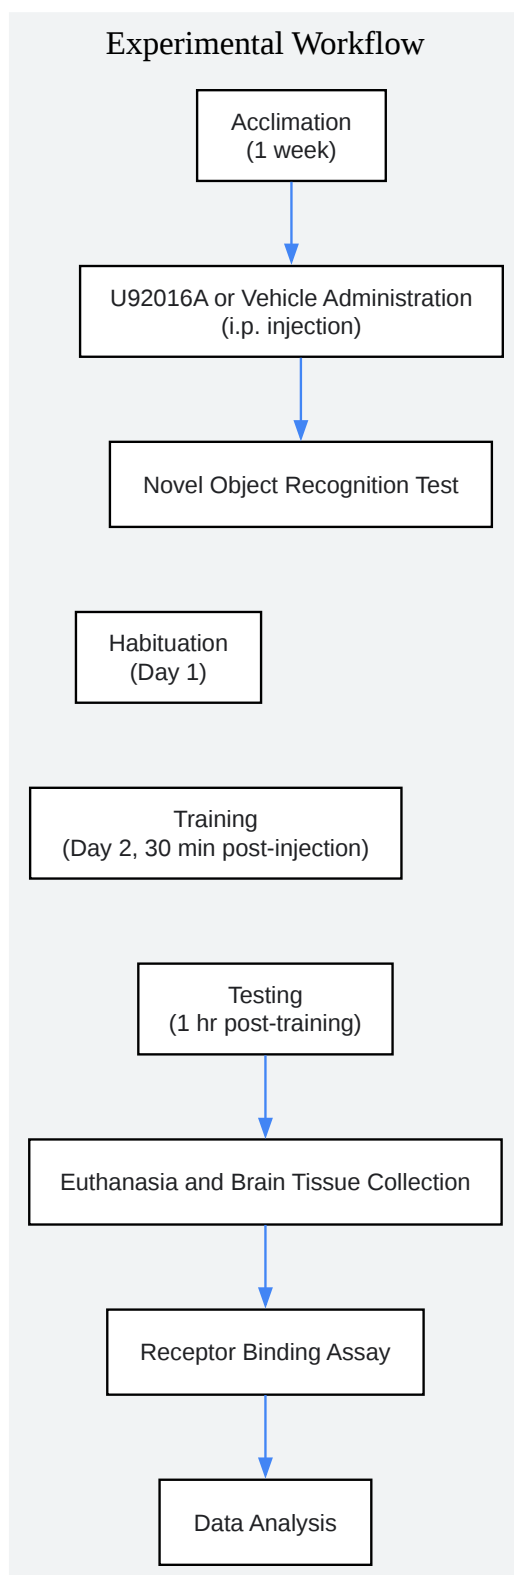 Experimental Workflow
Acclimation
(1 week)
U92016A or Vehicle Administration
(i.p. injection)
Novel Object Recognition Test
Habituation
(Day 1)
Training
(Day 2, 30 min post-injection)
Testing
(1 hr post-training)
Euthanasia and Brain Tissue Collection
Receptor Binding Assay
Data Analysis